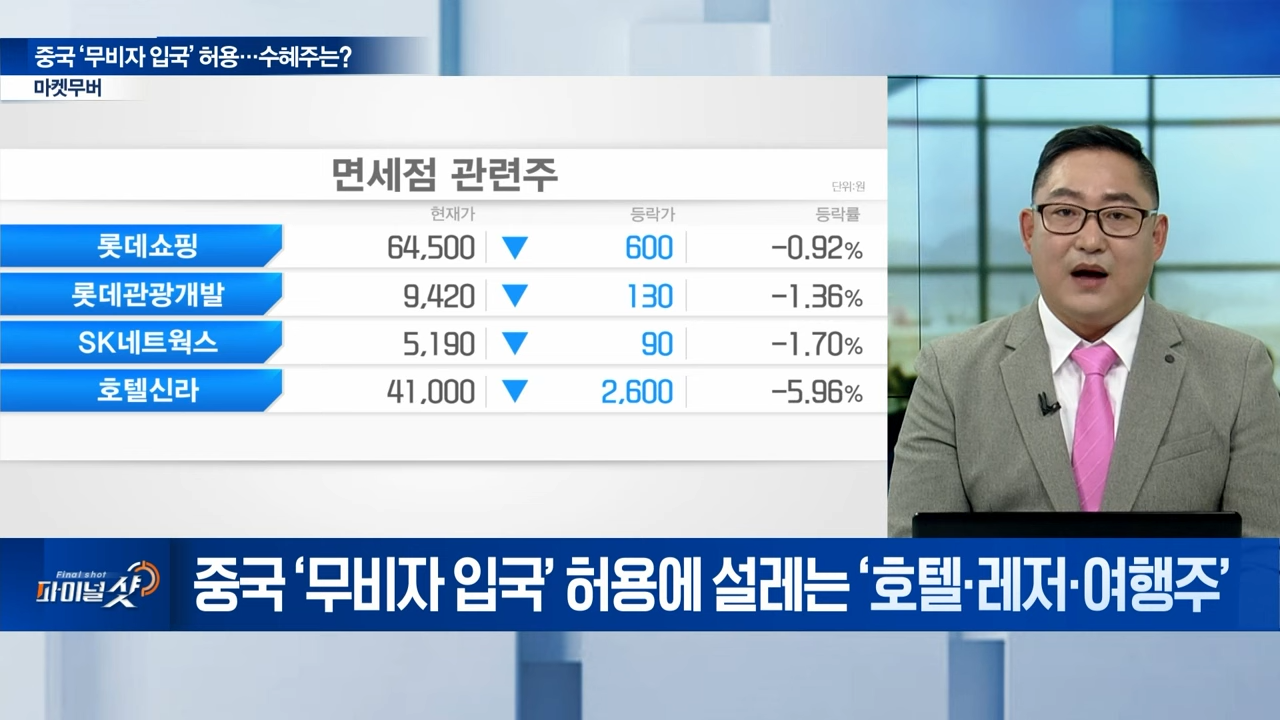 중국 ‘무비자 입국’ 허용…수혜주는?
마켓무버
면세점 관련주
단위:원
현재가 등락가 등락률
롯데쇼핑 64,500 ▼ 600 -0.92%
롯데관광개발 9,420 ▼ 130 -1.36%
SK네트웍스 5,190 ▼ 90 -1.70%
호텔신라 41,000 ▼ 2,600 -5.96%
Final shot
파이널샷
중국 ‘무비자 입국’ 허용에 설레는 ‘호텔·레저·여행주’